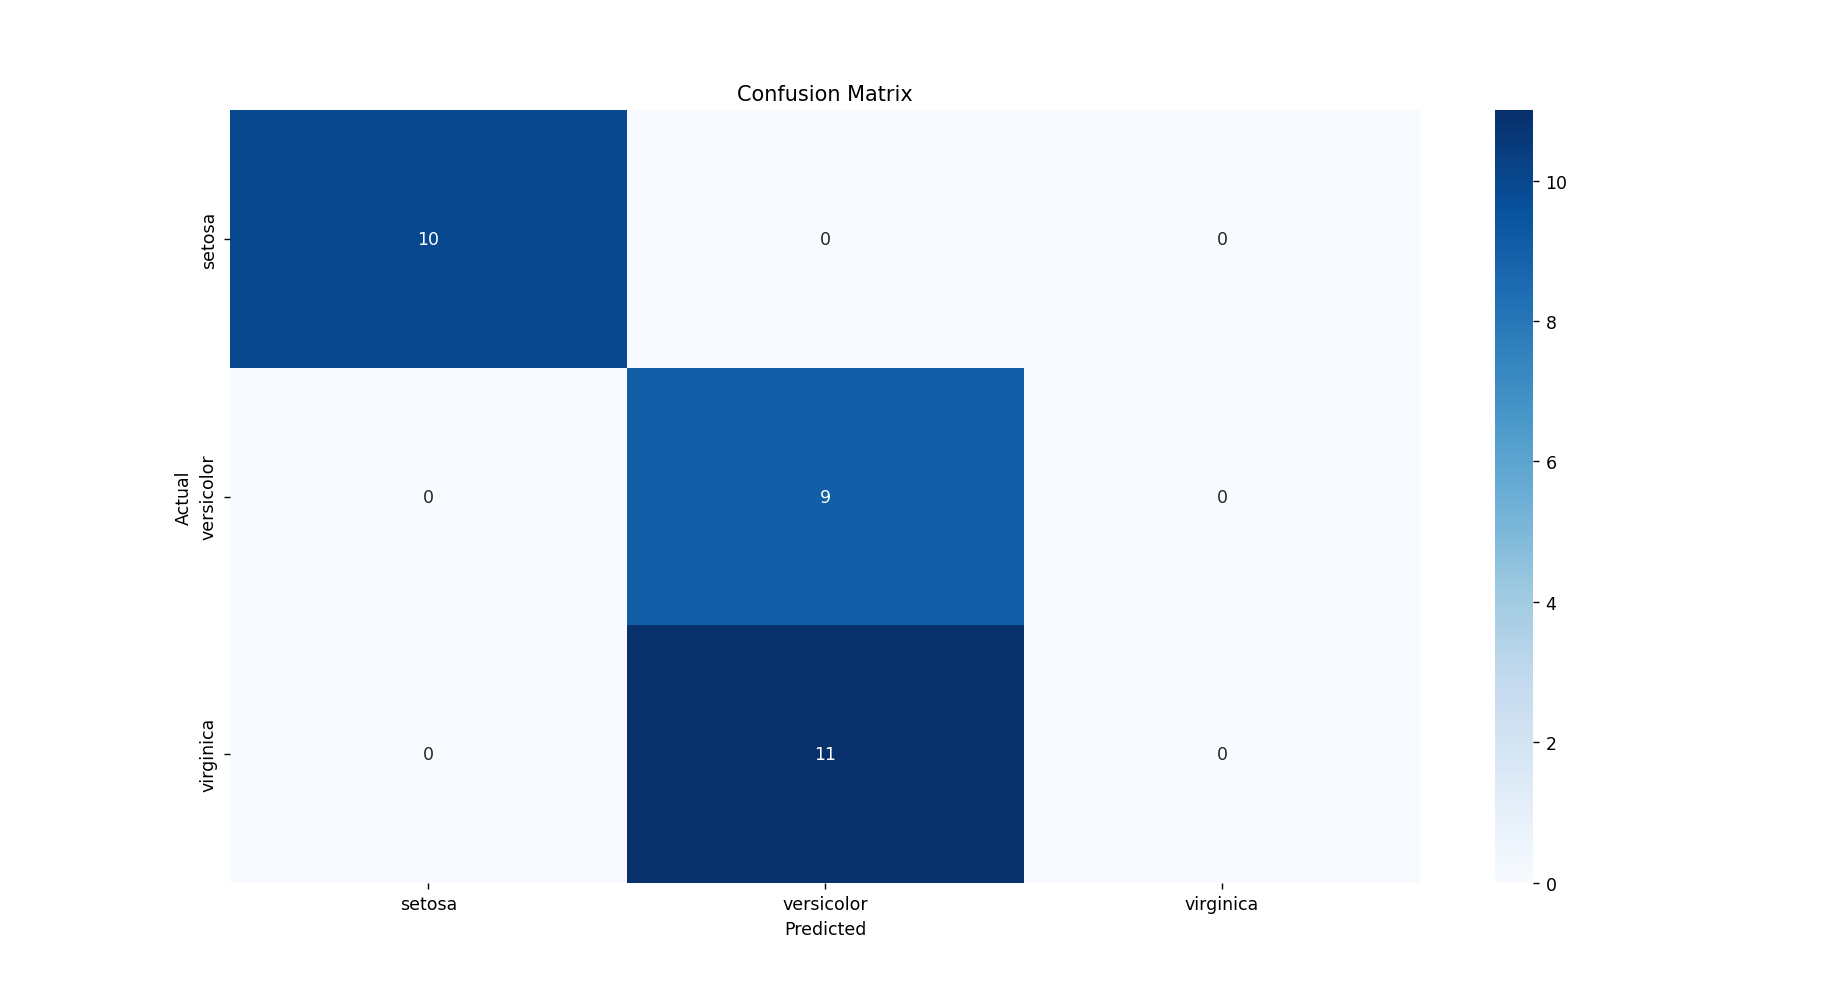 Confusion Matrix
setosa
10
0
0
Actual
versicolor
0
9
0
virginica
0
11
0
setosa
versicolor
virginica
Predicted
10
8
6
4
2
0